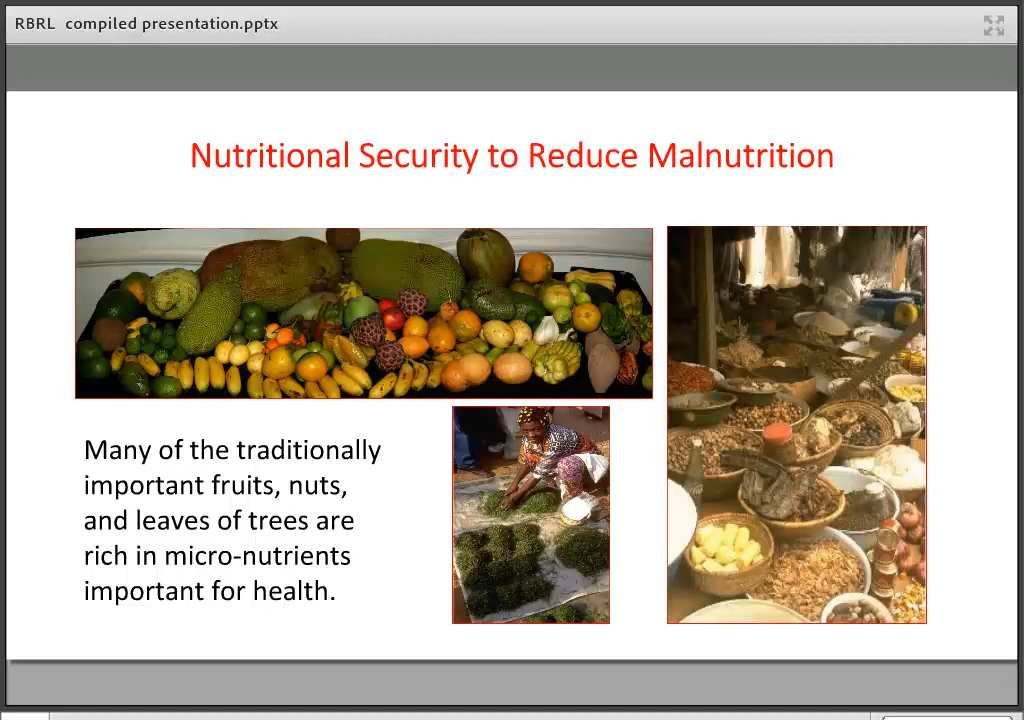 RBRL compiled presentation.pptx
Nutritional Security to Reduce Malnutrition
Many of the traditionally
important fruits, nuts,
and leaves of trees are
rich in micro-nutrients
important for health.